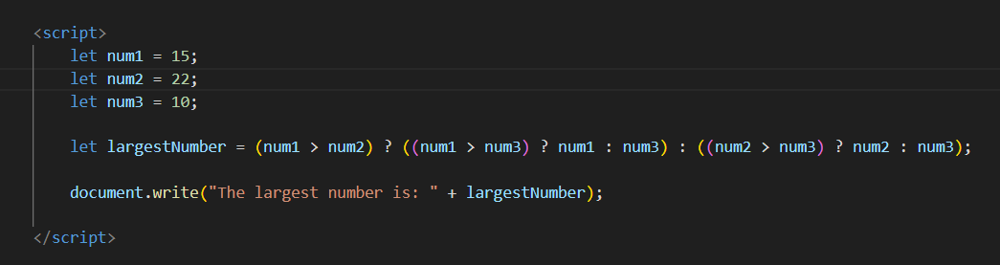 <script>
let num1 = 15;
let num2 = 22;
let num3 = 10;
let largestNumber = (num1 > num2) ? ((num1 > num3) ? num1 : num3) : ((num2 > num3) ? num2 : num3);
document.write("The largest number is: " + largestNumber);
</script>